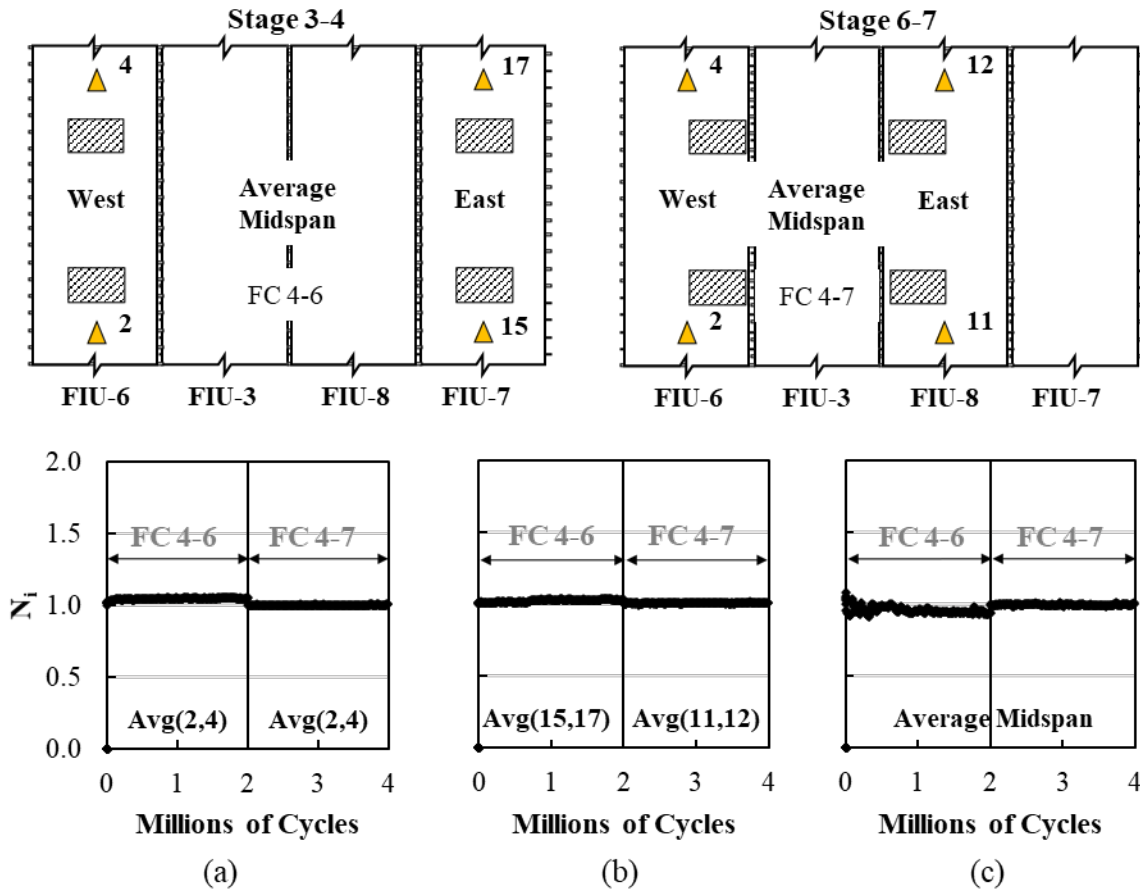 Stage 3-4
Stage 6-7
4
17
4
12
West
Average
Midspan
East
West
Average
Midspan
East
FC 4-6
FC 4-7
2
15
2
11
FIU-6
FIU-3
FIU-8
FIU-7
FIU-6
FIU-3
FIU-8
FIU-7
Ni
2.0
1.5
1.0
0.5
0.0
FC 4-6
FC 4-7
Avg(2,4)
Avg(2,4)
0 1 2 3 4
Millions of Cycles
(a)
FC 4-6
FC 4-7
Avg(15,17)
Avg(11,12)
0 1 2 3 4
Millions of Cycles
(b)
FC 4-6
FC 4-7
Average Midspan
0 1 2 3 4
Millions of Cycles
(c)